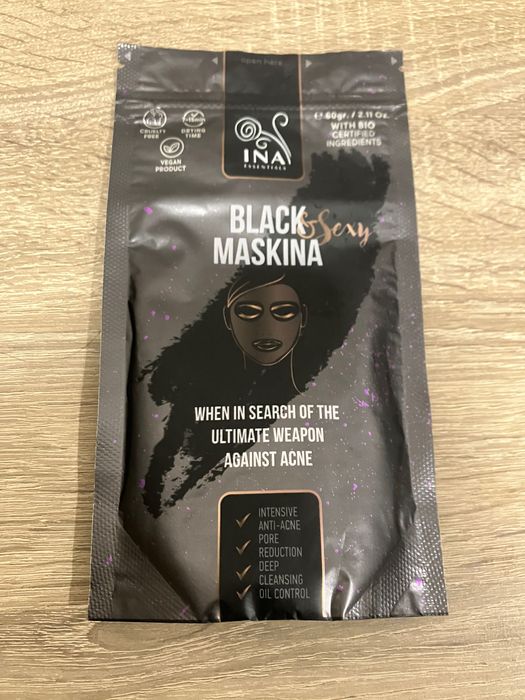 open here
CRUELTY
FREE
7-15min
DRYING
TIME
VEGAN
PRODUCT
INA
ESSENTIALS
℮ 60gr. / 2.11 Oz.
WITH BIO
CERTIFIED
INGREDIENTS
BLACK &Sexy
MASKINA
WHEN IN SEARCH OF THE
ULTIMATE WEAPON
AGAINST ACNE
INTENSIVE
ANTI-ACNE
PORE
REDUCTION
DEEP
CLEANSING
OIL CONTROL